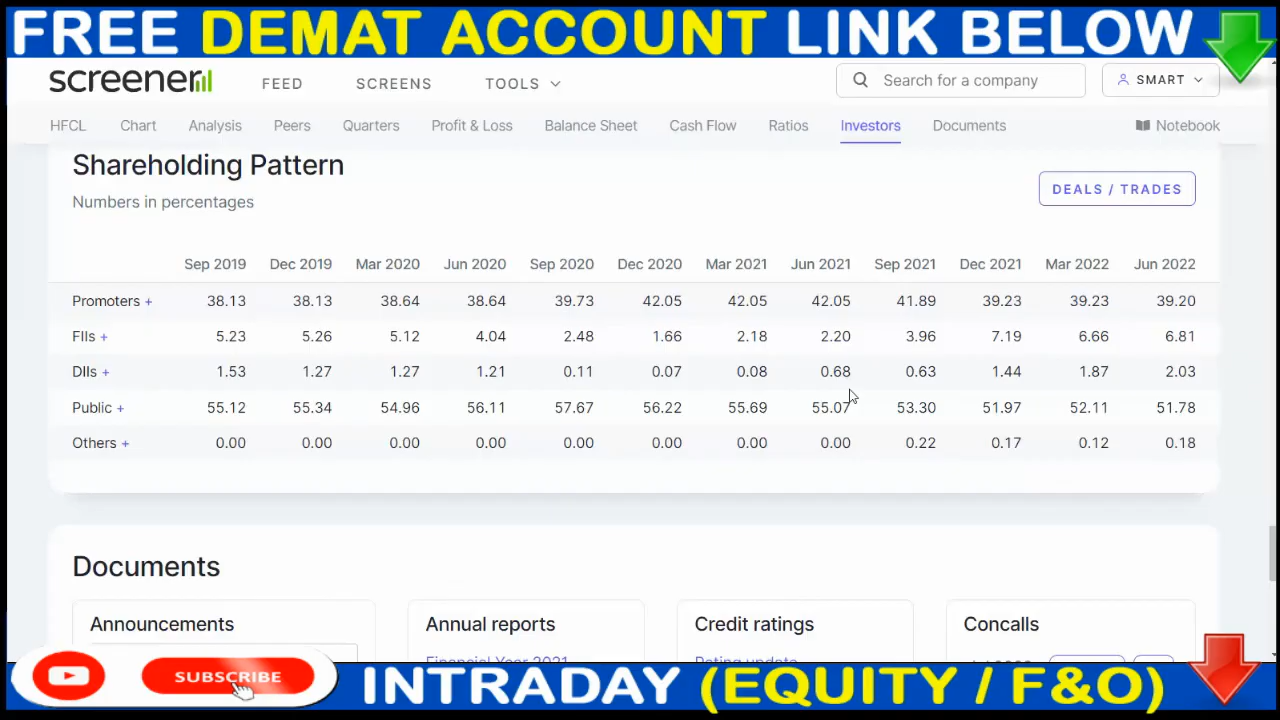 FREE DEMAT ACCOUNT LINK BELOW
screener FEED SCREENS TOOLS Search for a company SMART
HFCL Chart Analysis Peers Quarters Profit & Loss Balance Sheet Cash Flow Ratios Investors Documents Notebook
Shareholding Pattern
Numbers in percentages
DEALS / TRADES
Sep 2019 Dec 2019 Mar 2020 Jun 2020 Sep 2020 Dec 2020 Mar 2021 Jun 2021 Sep 2021 Dec 2021 Mar 2022 Jun 2022
Promoters + 38.13 38.13 38.64 38.64 39.73 42.05 42.05 42.05 41.89 39.23 39.23 39.20
FIIs + 5.23 5.26 5.12 4.04 2.48 1.66 2.18 2.20 3.96 7.19 6.66 6.81
DIIs + 1.53 1.27 1.27 1.21 0.11 0.07 0.08 0.68 0.63 1.44 1.87 2.03
Public + 55.12 55.34 54.96 56.11 57.67 56.22 55.69 55.07 53.30 51.97 52.11 51.78
Others + 0.00 0.00 0.00 0.00 0.00 0.00 0.00 0.00 0.22 0.17 0.12 0.18
Documents
Announcements Annual reports Credit ratings Concalls
Financial Year 2021 Rating update
SUBSCRIBE
INTRADAY (EQUITY / F&O)